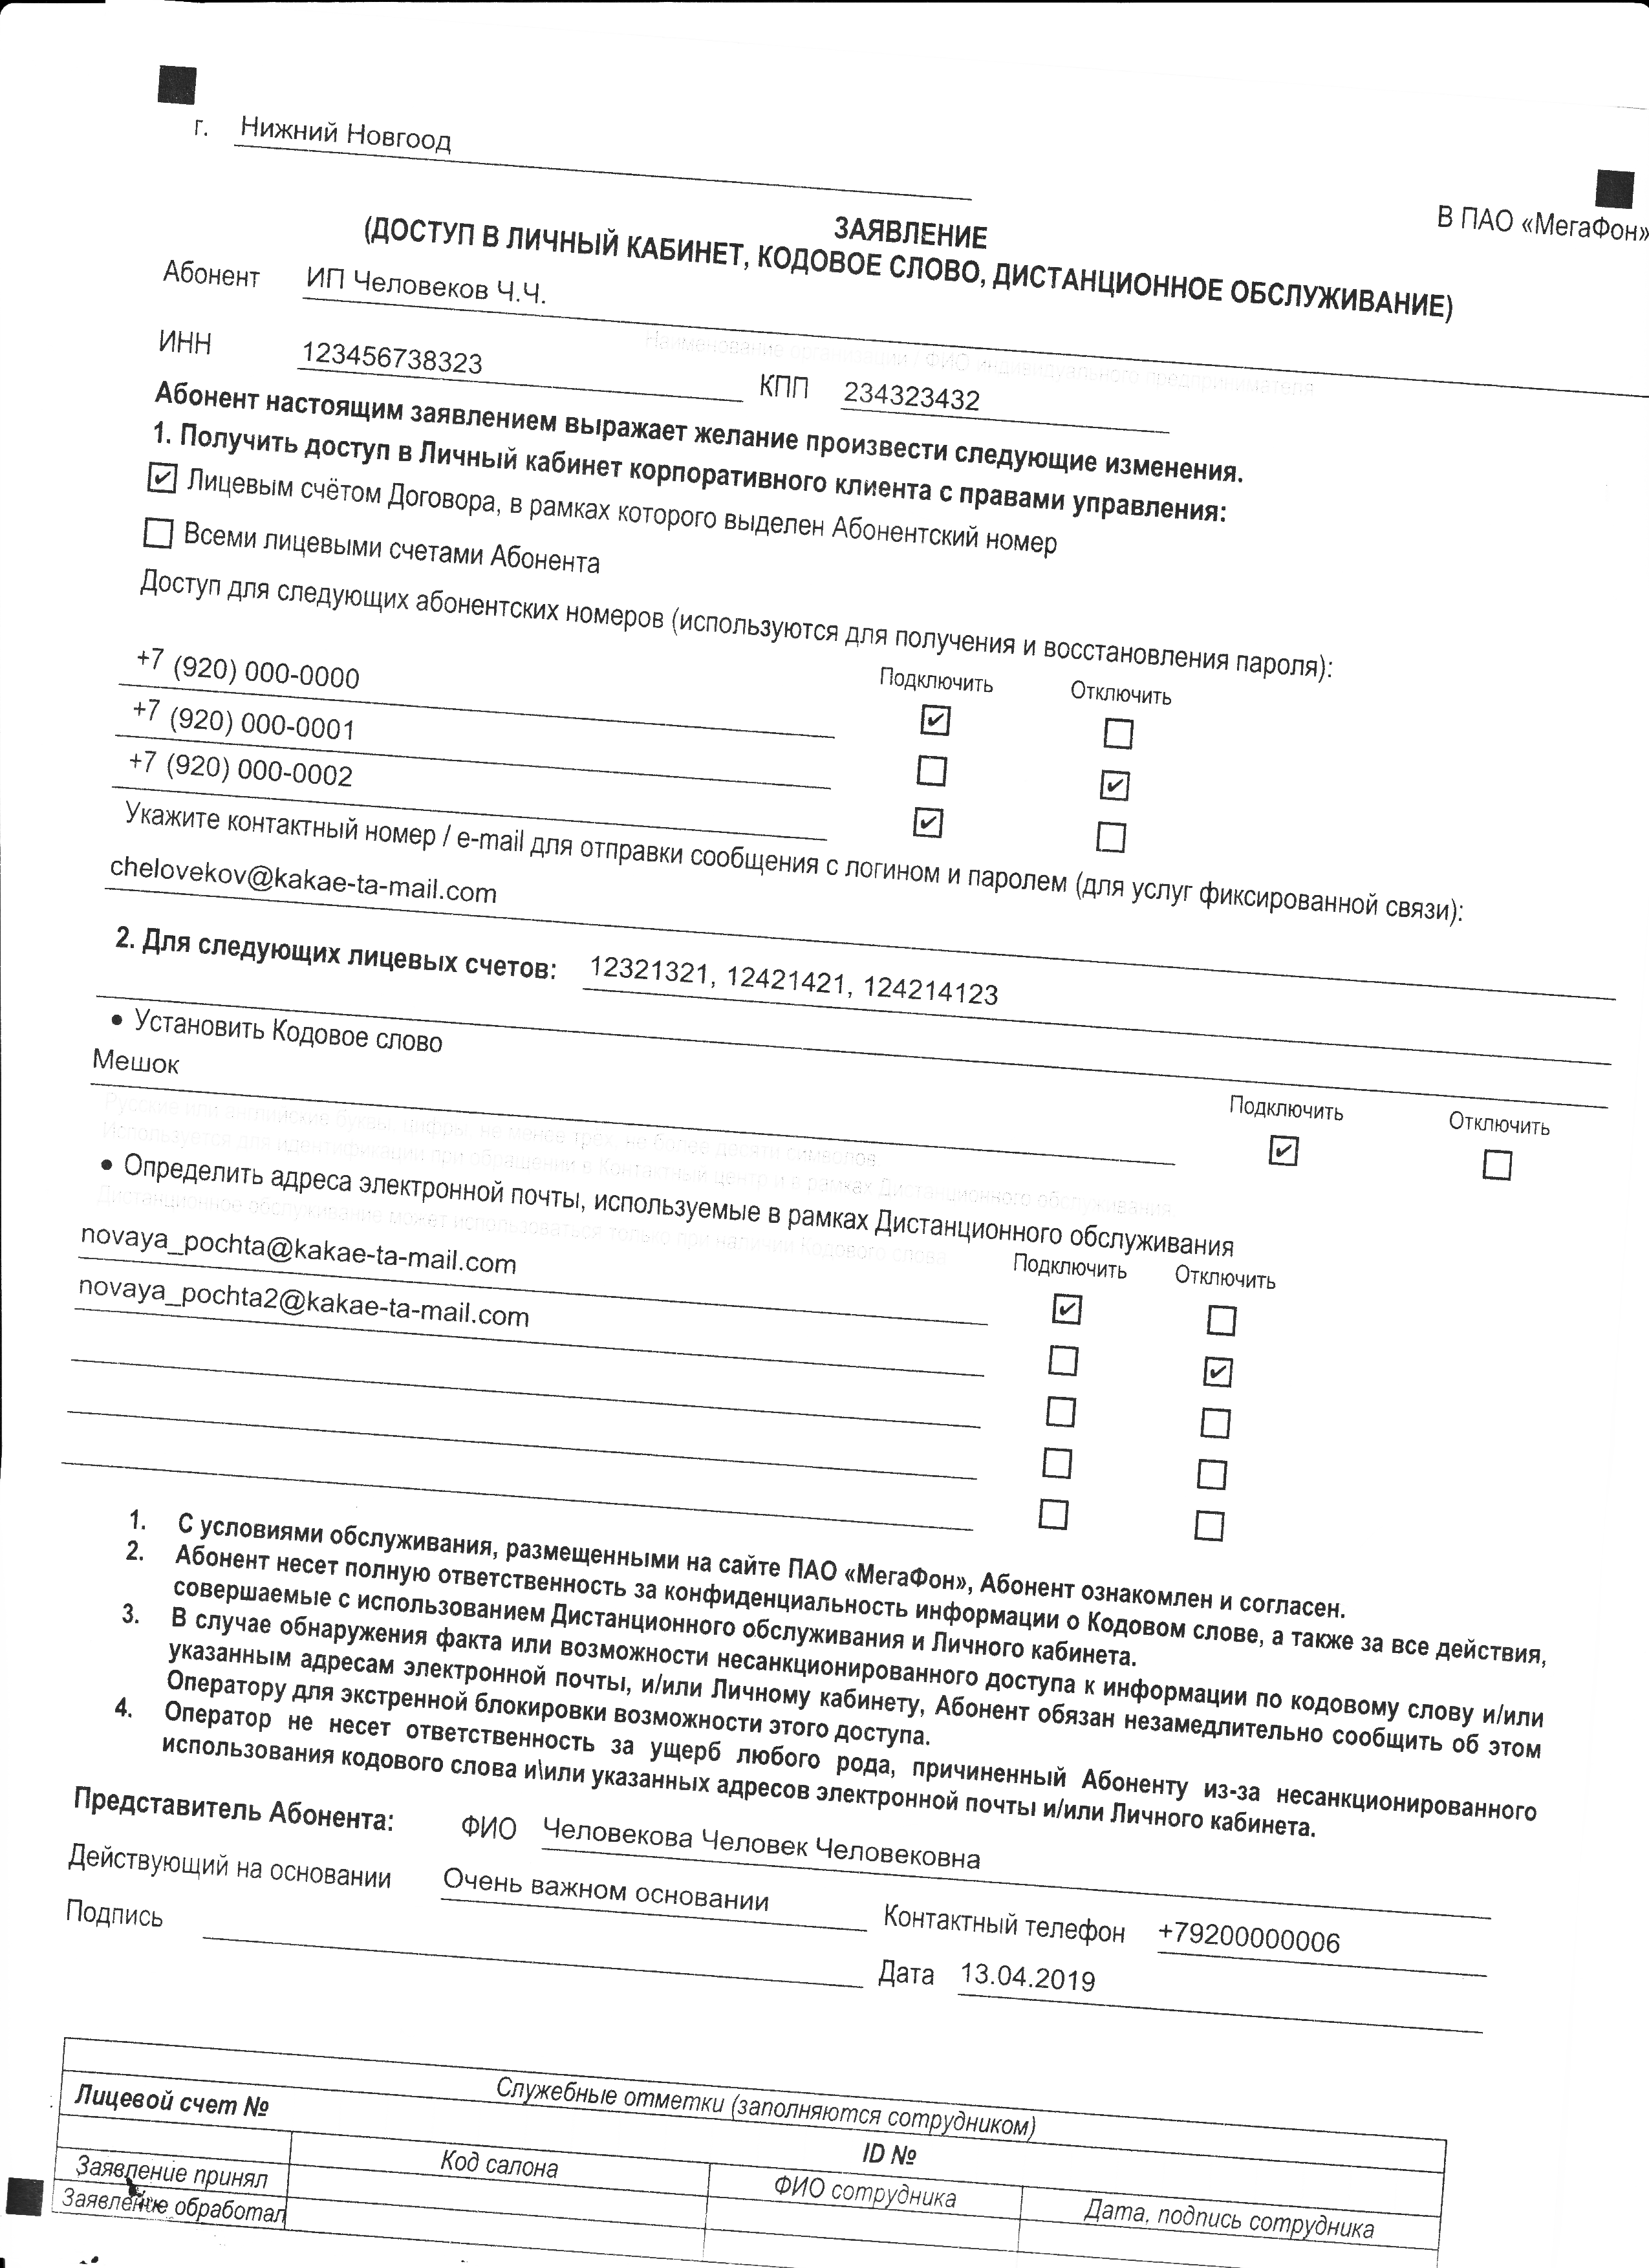 г. Нижний Новгоод
В ПАО «МегаФон»
ЗАЯВЛЕНИЕ
(ДОСТУП В ЛИЧНЫЙ КАБИНЕТ, КОДОВОЕ СЛОВО, ДИСТАНЦИОННОЕ ОБСЛУЖИВАНИЕ)
Абонент ИП Человеков Ч.Ч.
Наименование организации / ФИО индивидуального предпринимателя
ИНН 123456738323 КПП 234323432
Абонент настоящим заявлением выражает желание произвести следующие изменения.
1. Получить доступ в Личный кабинет корпоративного клиента с правами управления:
Лицевым счётом Договора, в рамках которого выделен Абонентский номер
Всеми лицевыми счетами Абонента
Доступ для следующих абонентских номеров (используются для получения и восстановления пароля):
Подключить Отключить
+7 (920) 000-0000
+7 (920) 000-0001
+7 (920) 000-0002
Укажите контактный номер / e-mail для отправки сообщения с логином и паролем (для услуг фиксированной связи):
chelovekov@kakae-ta-mail.com
2. Для следующих лицевых счетов: 12321321, 12421421, 124214123
• Установить Кодовое слово
Мешок
Подключить Отключить
Русские или английские буквы, цифры, не менее трех, не более десяти символов
Используется для идентификации при обращении в Контактный центр и в рамках Дистанционного обслуживания
• Определить адреса электронной почты, используемые в рамках Дистанционного обслуживания
Дистанционное обслуживание может использоваться только при наличии Кодового слова
Подключить Отключить
novaya_pochta@kakae-ta-mail.com
novaya_pochta2@kakae-ta-mail.com
1. С условиями обслуживания, размещенными на сайте ПАО «МегаФон», Абонент ознакомлен и согласен.
2. Абонент несет полную ответственность за конфиденциальность информации о Кодовом слове, а также за все действия,
совершаемые с использованием Дистанционного обслуживания и Личного кабинета.
3. В случае обнаружения факта или возможности несанкционированного доступа к информации по кодовому слову и/или
указанным адресам электронной почты, и/или Личному кабинету, Абонент обязан незамедлительно сообщить об этом
Оператору для экстренной блокировки возможности этого доступа.
4. Оператор не несет ответственность за ущерб любого рода, причиненный Абоненту из-за несанкционированного
использования кодового слова и\или указанных адресов электронной почты и/или Личного кабинета.
Представитель Абонента: ФИО Человекова Человек Человековна
Действующий на основании Очень важном основании Контактный телефон +79200000006
Подпись Дата 13.04.2019
Служебные отметки (заполняются сотрудником)
Лицевой счет № ID №
Код салона ФИО сотрудника Дата, подпись сотрудника
Заявление принял
Заявление обработал